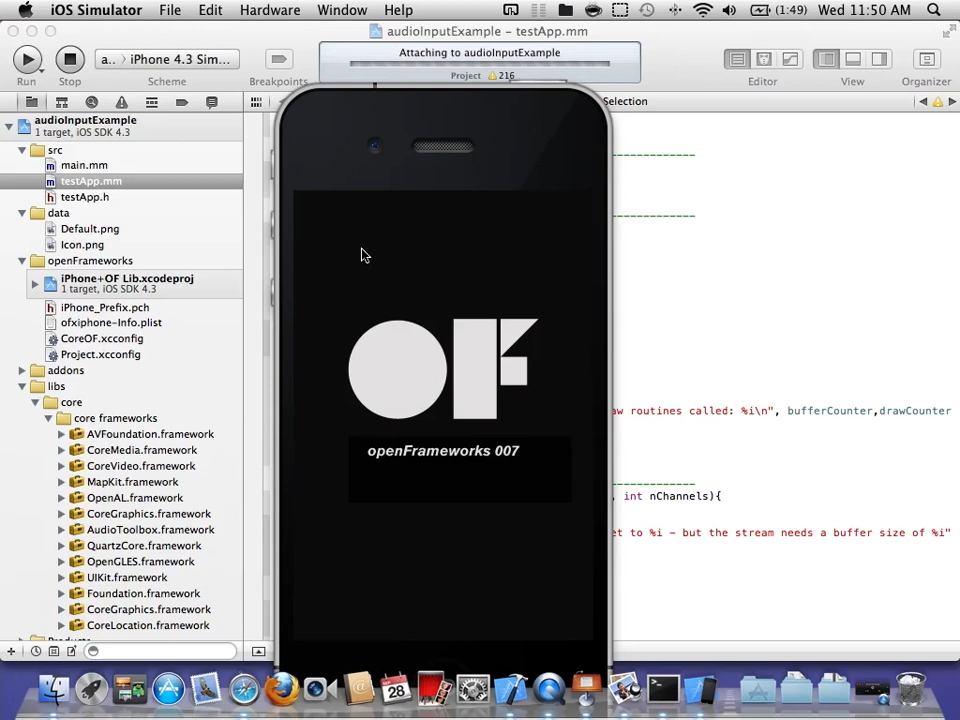 iOS Simulator File Edit Hardware Window Help (1:49) Wed 11:50 AM
audioInputExample - testApp.mm
Attaching to audioInputExample
Project 216
a.. iPhone 4.3 Sim...
Run Stop Scheme Breakpoints Editor View Organizer
Selection
audioInputExample
1 target, iOS SDK 4.3
src
main.mm
testApp.mm
testApp.h
data
Default.png
Icon.png
openFrameworks
iPhone+OF Lib.xcodeproj
1 target, iOS SDK 4.3
iPhone_Prefix.pch
ofxiphone-Info.plist
CoreOF.xcconfig
Project.xcconfig
addons
libs
core
core frameworks
AVFoundation.framework
CoreMedia.framework
CoreVideo.framework
MapKit.framework
OpenAL.framework
CoreGraphics.framework
AudioToolbox.framework
QuartzCore.framework
OpenGLES.framework
UIKit.framework
Foundation.framework
CoreGraphics.framework
CoreLocation.framework
OF
openFrameworks 007
aw routines called: %i\n", bufferCounter,drawCounter
, int nChannels){
et to %i - but the stream needs a buffer size of %i"
28